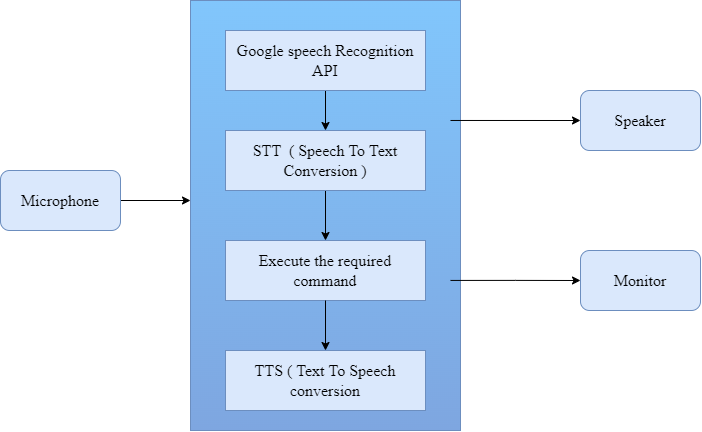 Google speech Recognition
API
STT ( Speech To Text
Conversion )
Execute the required
command
TTS ( Text To Speech
conversion
Microphone
Speaker
Monitor